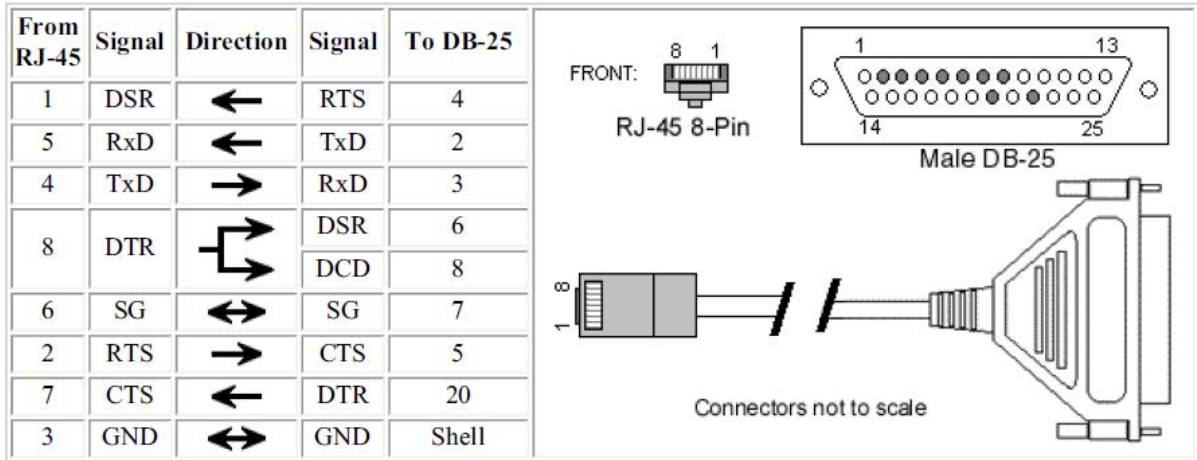 From RJ-45 Signal Direction Signal To DB-25
1 DSR RTS 4
5 RxD TxD 2
4 TxD RxD 3
8 DTR DSR 6
DCD 8
6 SG SG 7
2 RTS CTS 5
7 CTS DTR 20
3 GND GND Shell
8 1
FRONT:
RJ-45 8-Pin
1 13
14 25
Male DB-25
8
1
Connectors not to scale